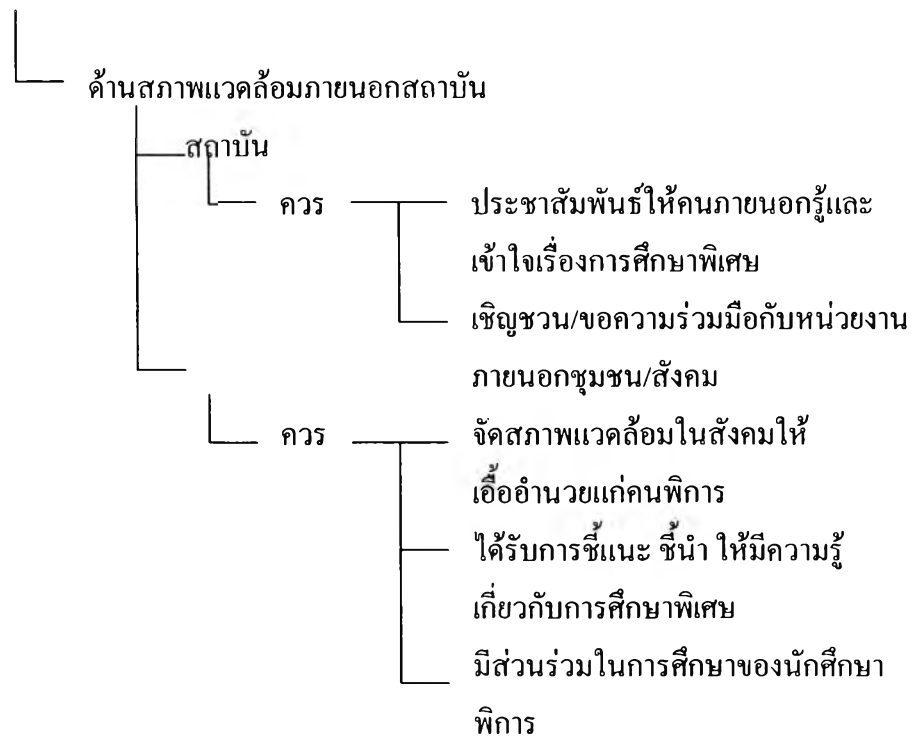 ด้านสภาพแวดล้อมภายนอกสถาบัน
สถาบัน
ควร ประชาสัมพันธ์ให้คนภายนอกรู้และ
เข้าใจเรื่องการศึกษาพิเศษ
เชิญชวน/ขอความร่วมมือกับหน่วยงาน
ภายนอกชุมชน/สังคม
ควร จัดสภาพแวดล้อมในสังคมให้
เอื้ออำนวยแก่คนพิการ
ได้รับการชี้แนะ ชี้นำ ให้มีความรู้
เกี่ยวกับการศึกษาพิเศษ
มีส่วนร่วมในการศึกษาของนักศึกษา
พิการ